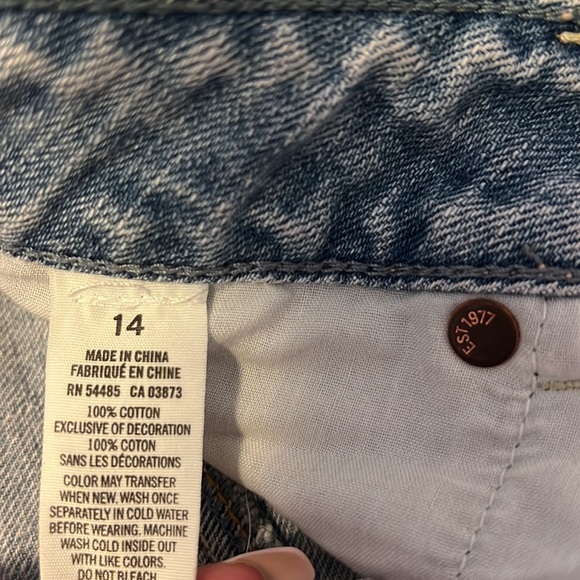 14
MADE IN CHINA
FABRIQUÉ EN CHINE
RN 54485 CA 03873
100% COTTON
EXCLUSIVE OF DECORATION
100% COTON
SANS LES DÉCORATIONS
COLOR MAY TRANSFER
WHEN NEW. WASH ONCE
SEPARATELY IN COLD WATER
BEFORE WEARING. MACHINE
WASH COLD INSIDE OUT
WITH LIKE COLORS.
DO NOT BLEACH
EST 1977